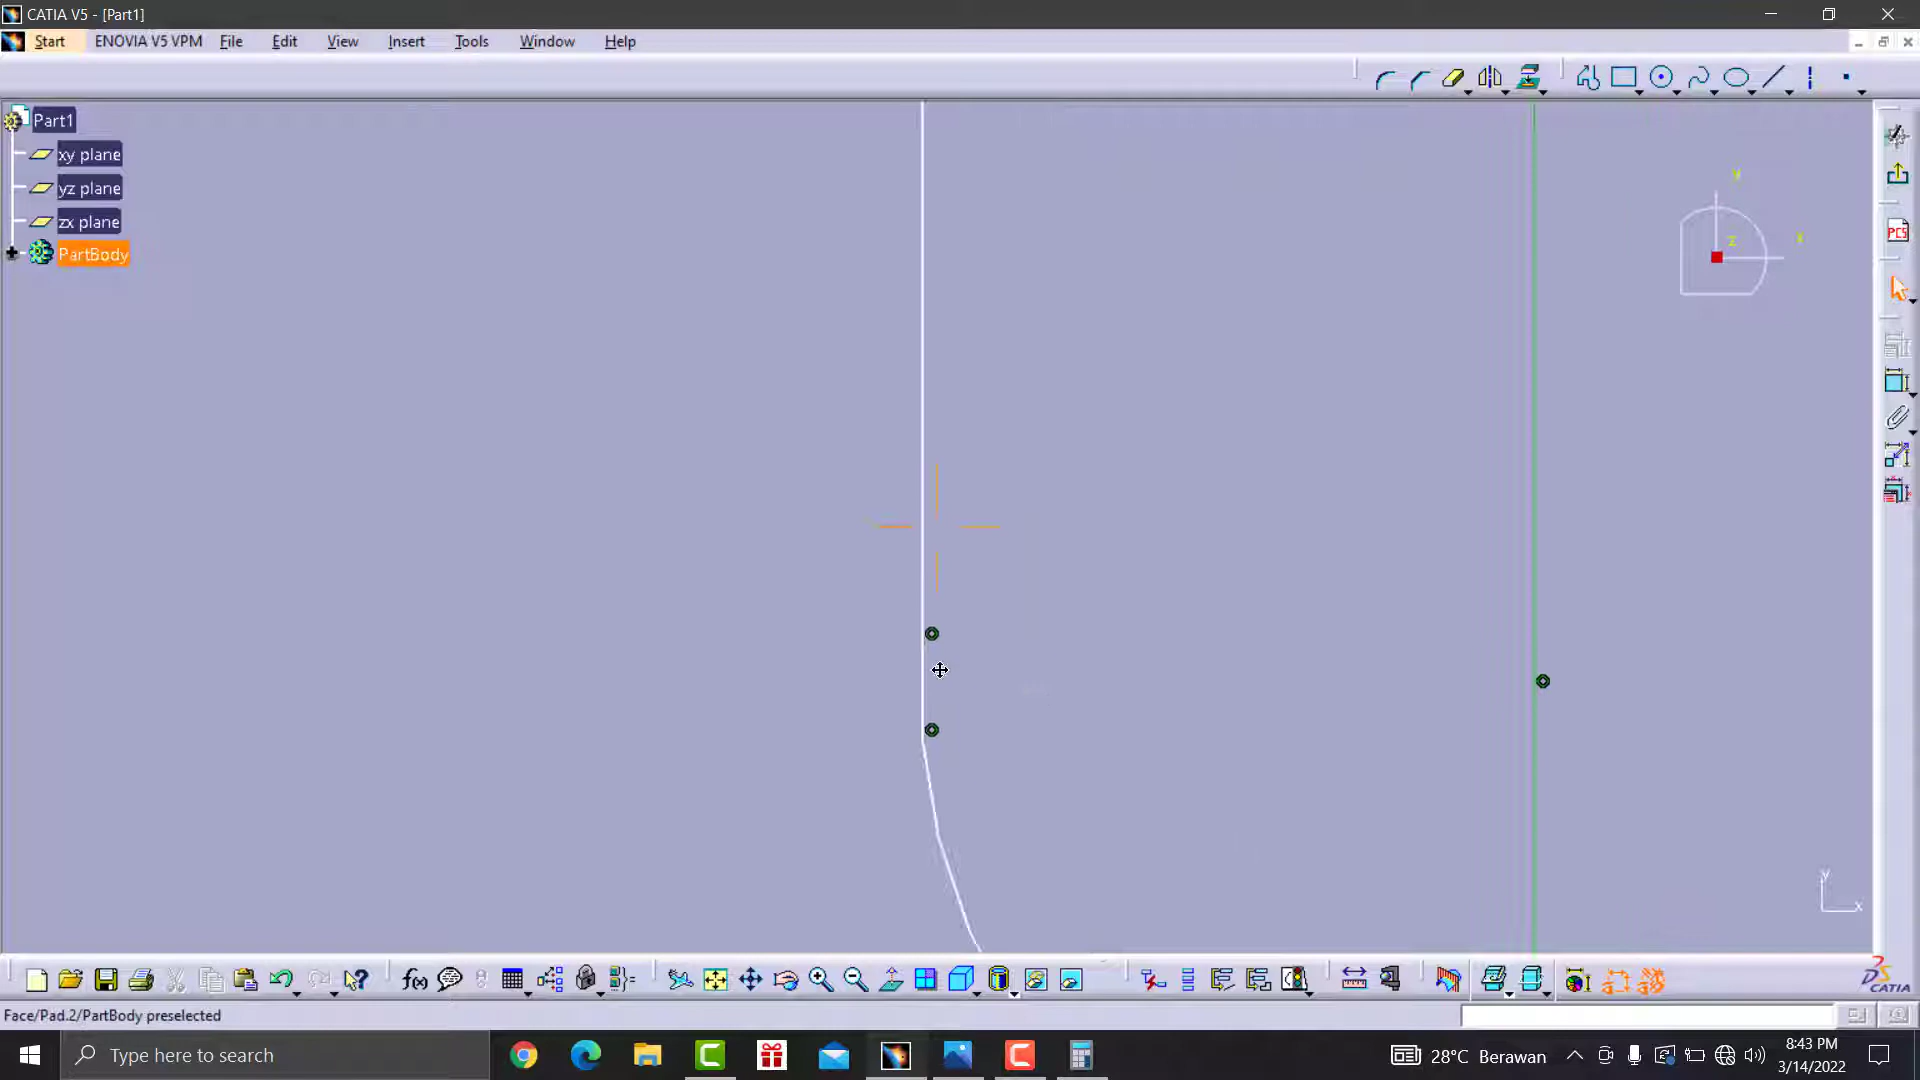 CATIA V5 - [Part1]
Start ENOVIA V5 VPM File Edit View Insert Tools Window Help
Part1
xy plane
yz plane
zx plane
PartBody
y
z
PCS
f(x)
y
x
CATIA
Face/Pad.2/PartBody preselected
Type here to search
28°C Berawan
8:43 PM
3/14/2022